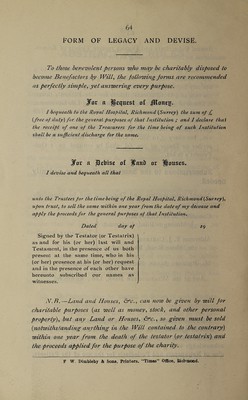 64
FORM OF LEGACY AND DEVISE.
To those benevolent persons who may be charitably disposed to
become Benefactors by Will, the following forms are recommended
as perfectly simple, yet answering every purpose.
For a Bequest of Money.
I bequeath to the Royal Hospital, Richmond (Surrey) the sum of £
(free of duty) for the general purposes of that Institution ; and I declare that
the receipt of one of the Treasurers for the time being of such Institution
shall be a sufficient discharge for the same.
For a Devise of Land or Houses.
I devise and bequeath all that
unto the Trustees for the time being of the Royal Hospital, Richmond (Surrey),
upon trust, to sell the same within one year from the date of my decease and
apply the proceeds for the general purposes of that Institution.
Dated day of 19
Signed by the Testator (or Testatrix)
as and for his (or her) last will and
Testament, in the presence of us both
present at the same time, who in his
(or her) presence at his (or her) request
and in the presence of each other have
hereunto subscribed our names as
witnesses.
N.B.—Land and Houses, &c., can now be given by will for
charitable purposes (as well as money, stock, and other personal
property), but any Land or Houses, &c., so given must be sold
(notwithstanding anything in the Will contained to the contrary)
within one year from the death of the testator (or testatrix) and
the proceeds applied for the purpose of the charity.
F. W. Dimbleby & Sons, Printers, "Times" Office, Richmond.